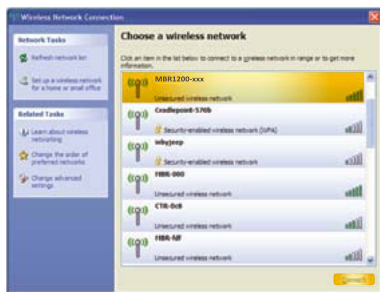 Wireless Network Connection
Network Tasks
Refresh network list
Set up a wireless network
for a home or small office
Related Tasks
Learn about wireless
networking
Change the order of
preferred networks
Change advanced
settings
Choose a wireless network
Click an item in the list below to connect to a wireless network in range or to get more
information.
MBR1200-xxx
Unsecured wireless network
Cradlepoint-576b
Security-enabled wireless network (WPA)
whyjeep
Security-enabled wireless network
MBR-000
Unsecured wireless network
CTR-0c8
Unsecured wireless network
MBR-fdf
Unsecured wireless network
Connect